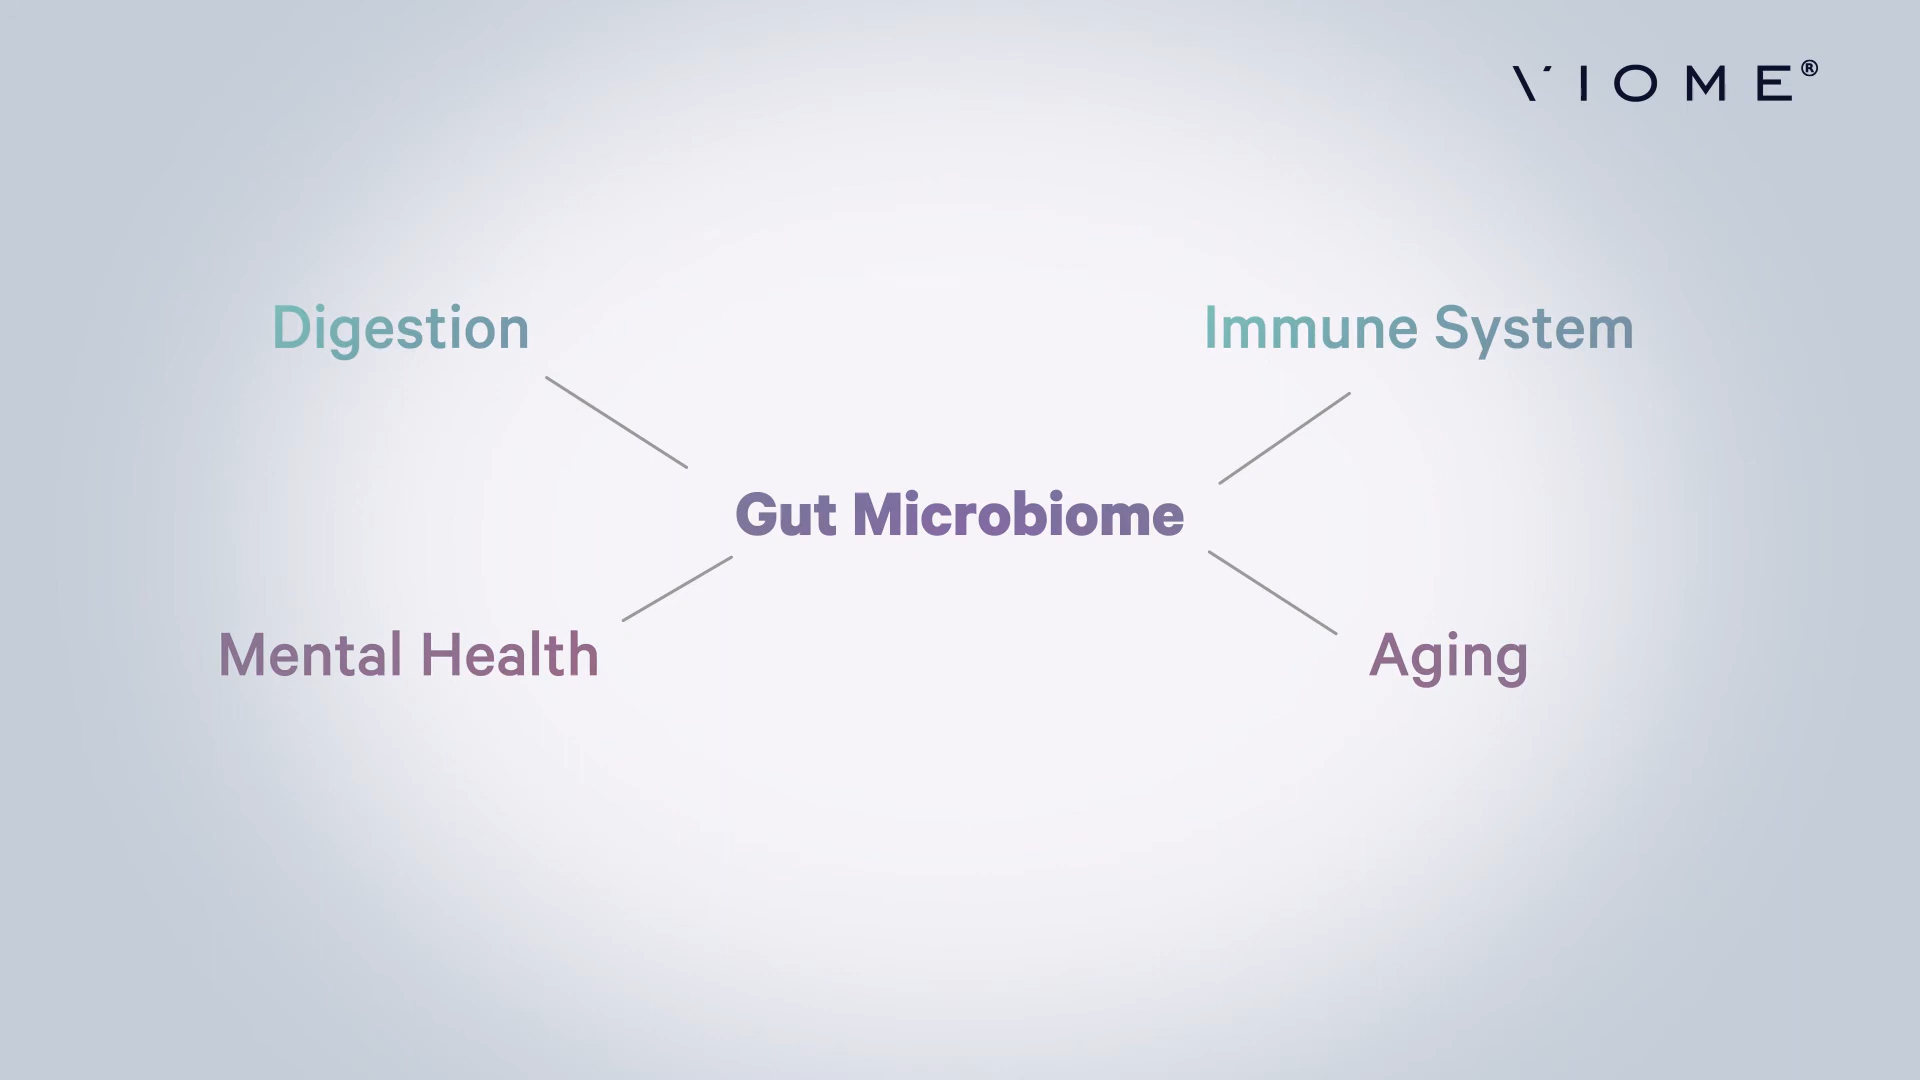 VIOME®
Digestion
Immune System
Gut Microbiome
Mental Health
Aging